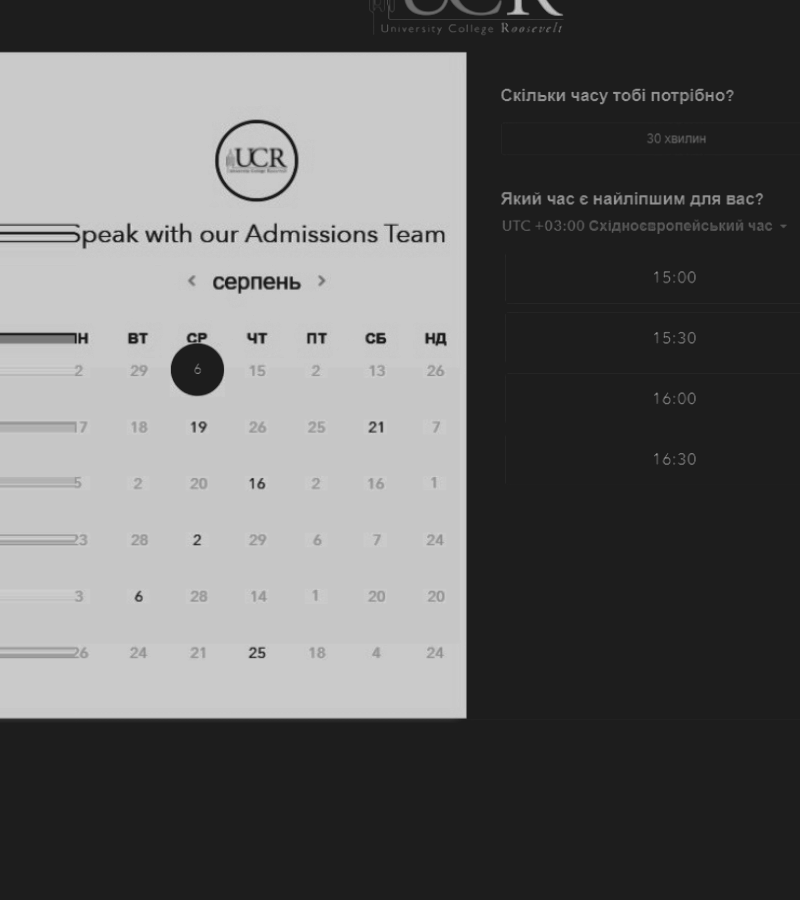 UCR
University College Roosevelt
UCR
University College Roosevelt
Speak with our Admissions Team
серпень
ВТ СР ЧТ ПТ СБ НД
2 29 6 15 2 13 26
17 18 19 26 25 21 7
5 2 20 16 2 16 1
23 28 2 29 6 7 24
3 6 28 14 1 20 20
26 24 21 25 18 4 24
Скільки часу тобі потрібно?
30 хвилин
Який час є найліпшим для вас?
UTC +03:00 Східноєвропейський час
15:00
15:30
16:00
16:30